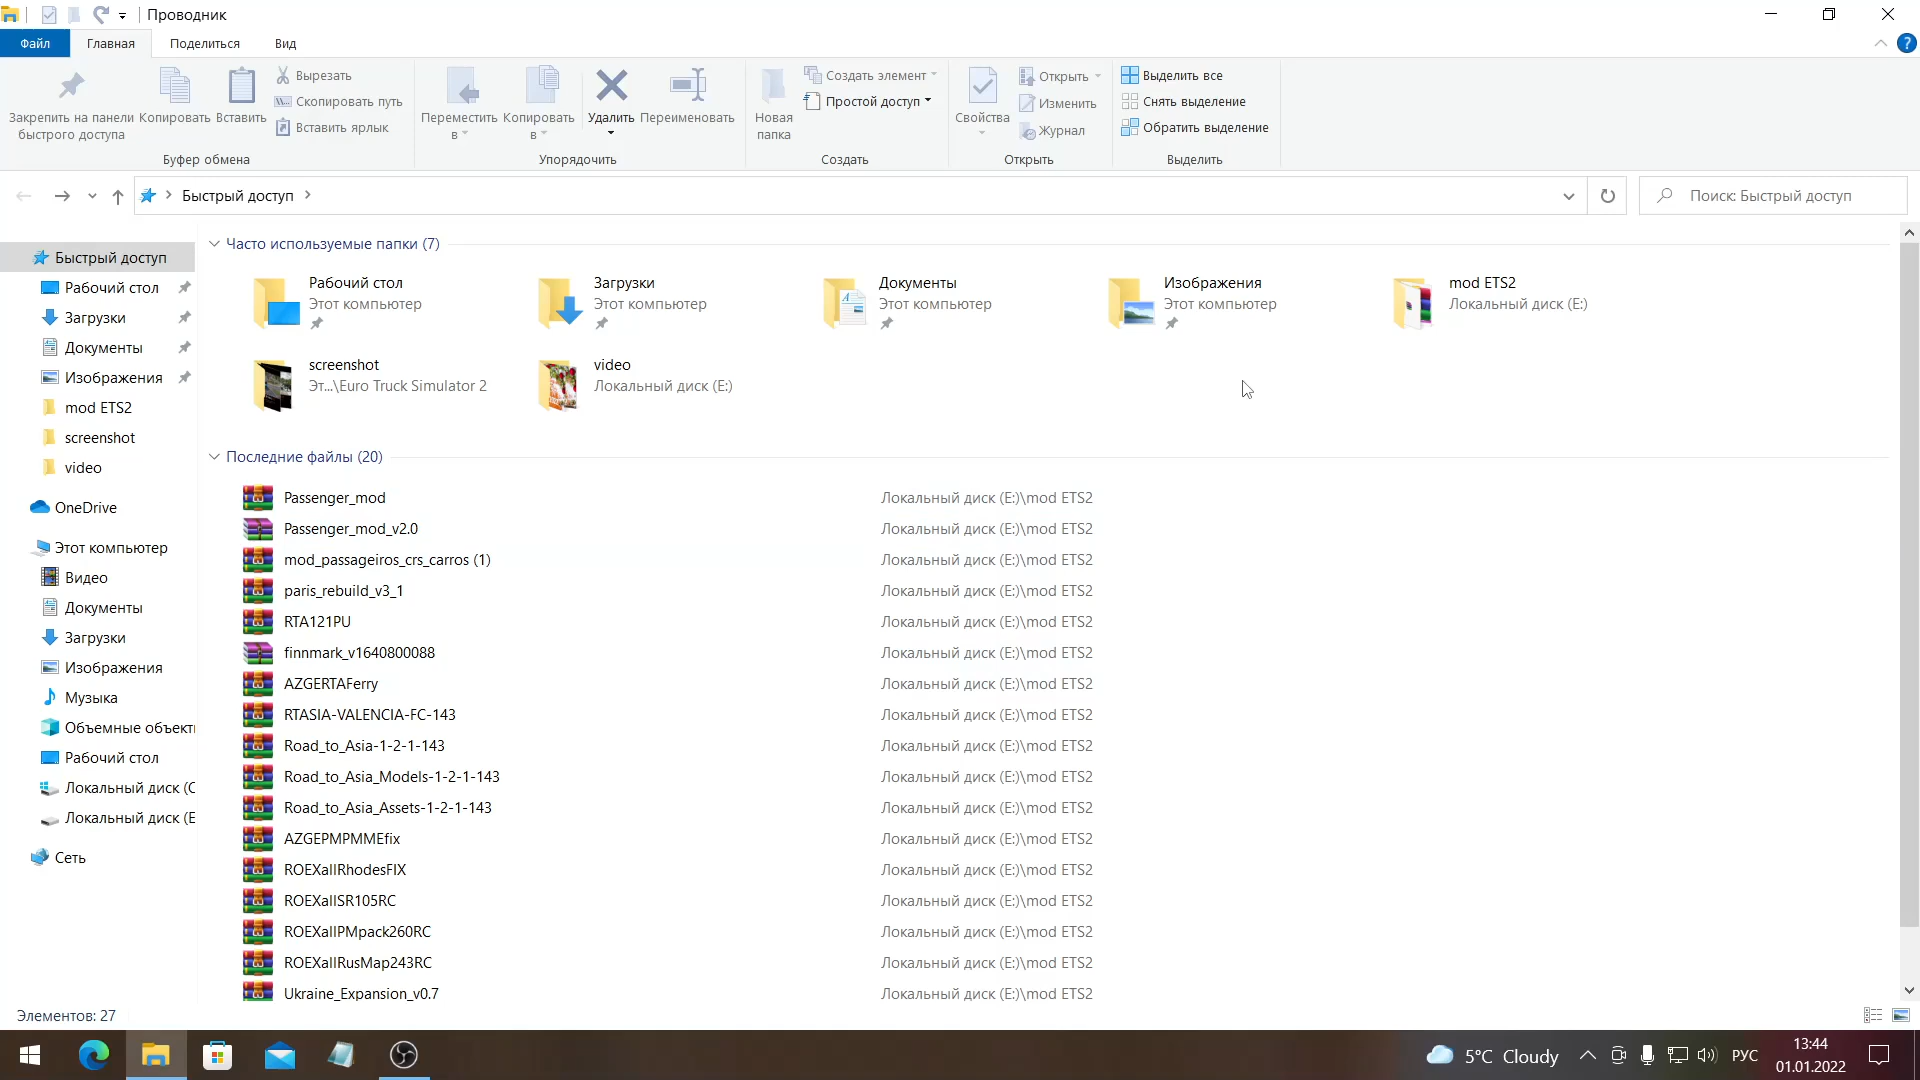 Проводник
Файл
Главная
Поделиться
Вид
Закрепить на панели
быстрого доступа
Копировать
Вставить
Вырезать
Скопировать путь
Вставить ярлык
Буфер обмена
Переместить
в
Копировать
в
Удалить
Переименовать
Упорядочить
Новая
папка
Создать элемент
Простой доступ
Создать
Свойства
Открыть
Изменить
Журнал
Открыть
Выделить все
Снять выделение
Обратить выделение
Выделить
Быстрый доступ
Поиск: Быстрый доступ
Быстрый доступ
Рабочий стол
Загрузки
Документы
Изображения
mod ETS2
screenshot
video
OneDrive
Этот компьютер
Видео
Документы
Загрузки
Изображения
Музыка
Объемные объект
Рабочий стол
Локальный диск (C
Локальный диск (E
Сеть
Часто используемые папки (7)
Рабочий стол
Этот компьютер
Загрузки
Этот компьютер
Документы
Этот компьютер
Изображения
Этот компьютер
mod ETS2
Локальный диск (E:)
screenshot
Эт...\Euro Truck Simulator 2
video
Локальный диск (E:)
Последние файлы (20)
Passenger_mod Локальный диск (E:)\mod ETS2
Passenger_mod_v2.0 Локальный диск (E:)\mod ETS2
mod_passageiros_crs_carros (1) Локальный диск (E:)\mod ETS2
paris_rebuild_v3_1 Локальный диск (E:)\mod ETS2
RTA121PU Локальный диск (E:)\mod ETS2
finnmark_v1640800088 Локальный диск (E:)\mod ETS2
AZGERTAFerry Локальный диск (E:)\mod ETS2
RTASIA-VALENCIA-FC-143 Локальный диск (E:)\mod ETS2
Road_to_Asia-1-2-1-143 Локальный диск (E:)\mod ETS2
Road_to_Asia_Models-1-2-1-143 Локальный диск (E:)\mod ETS2
Road_to_Asia_Assets-1-2-1-143 Локальный диск (E:)\mod ETS2
AZGEPMPMMEfix Локальный диск (E:)\mod ETS2
ROEXallRhodesFIX Локальный диск (E:)\mod ETS2
ROEXallSR105RC Локальный диск (E:)\mod ETS2
ROEXallPMpack260RC Локальный диск (E:)\mod ETS2
ROEXallRusMap243RC Локальный диск (E:)\mod ETS2
Ukraine_Expansion_v0.7 Локальный диск (E:)\mod ETS2
Элементов: 27
5°C Cloudy
РУС
13:44
01.01.2022